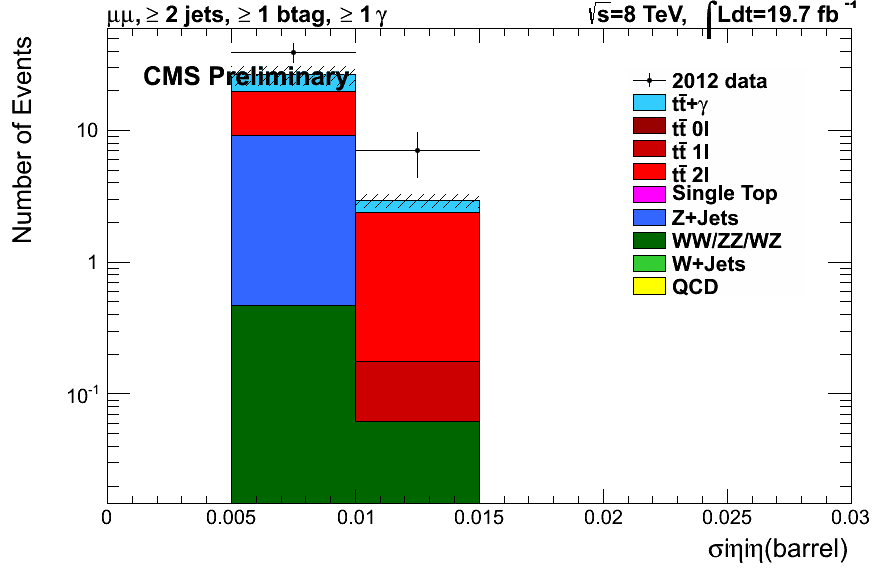 μμ, ≥ 2 jets, ≥ 1 btag, ≥ 1 γ
√s=8 TeV, ∫Ldt=19.7 fb⁻¹
CMS Preliminary
2012 data
tt̄+γ
tt̄ 0l
tt̄ 1l
tt̄ 2l
Single Top
Z+Jets
WW/ZZ/WZ
W+Jets
QCD
Number of Events
10
1
10⁻¹
0 0.005 0.01 0.015 0.02 0.025 0.03
σiηiη(barrel)